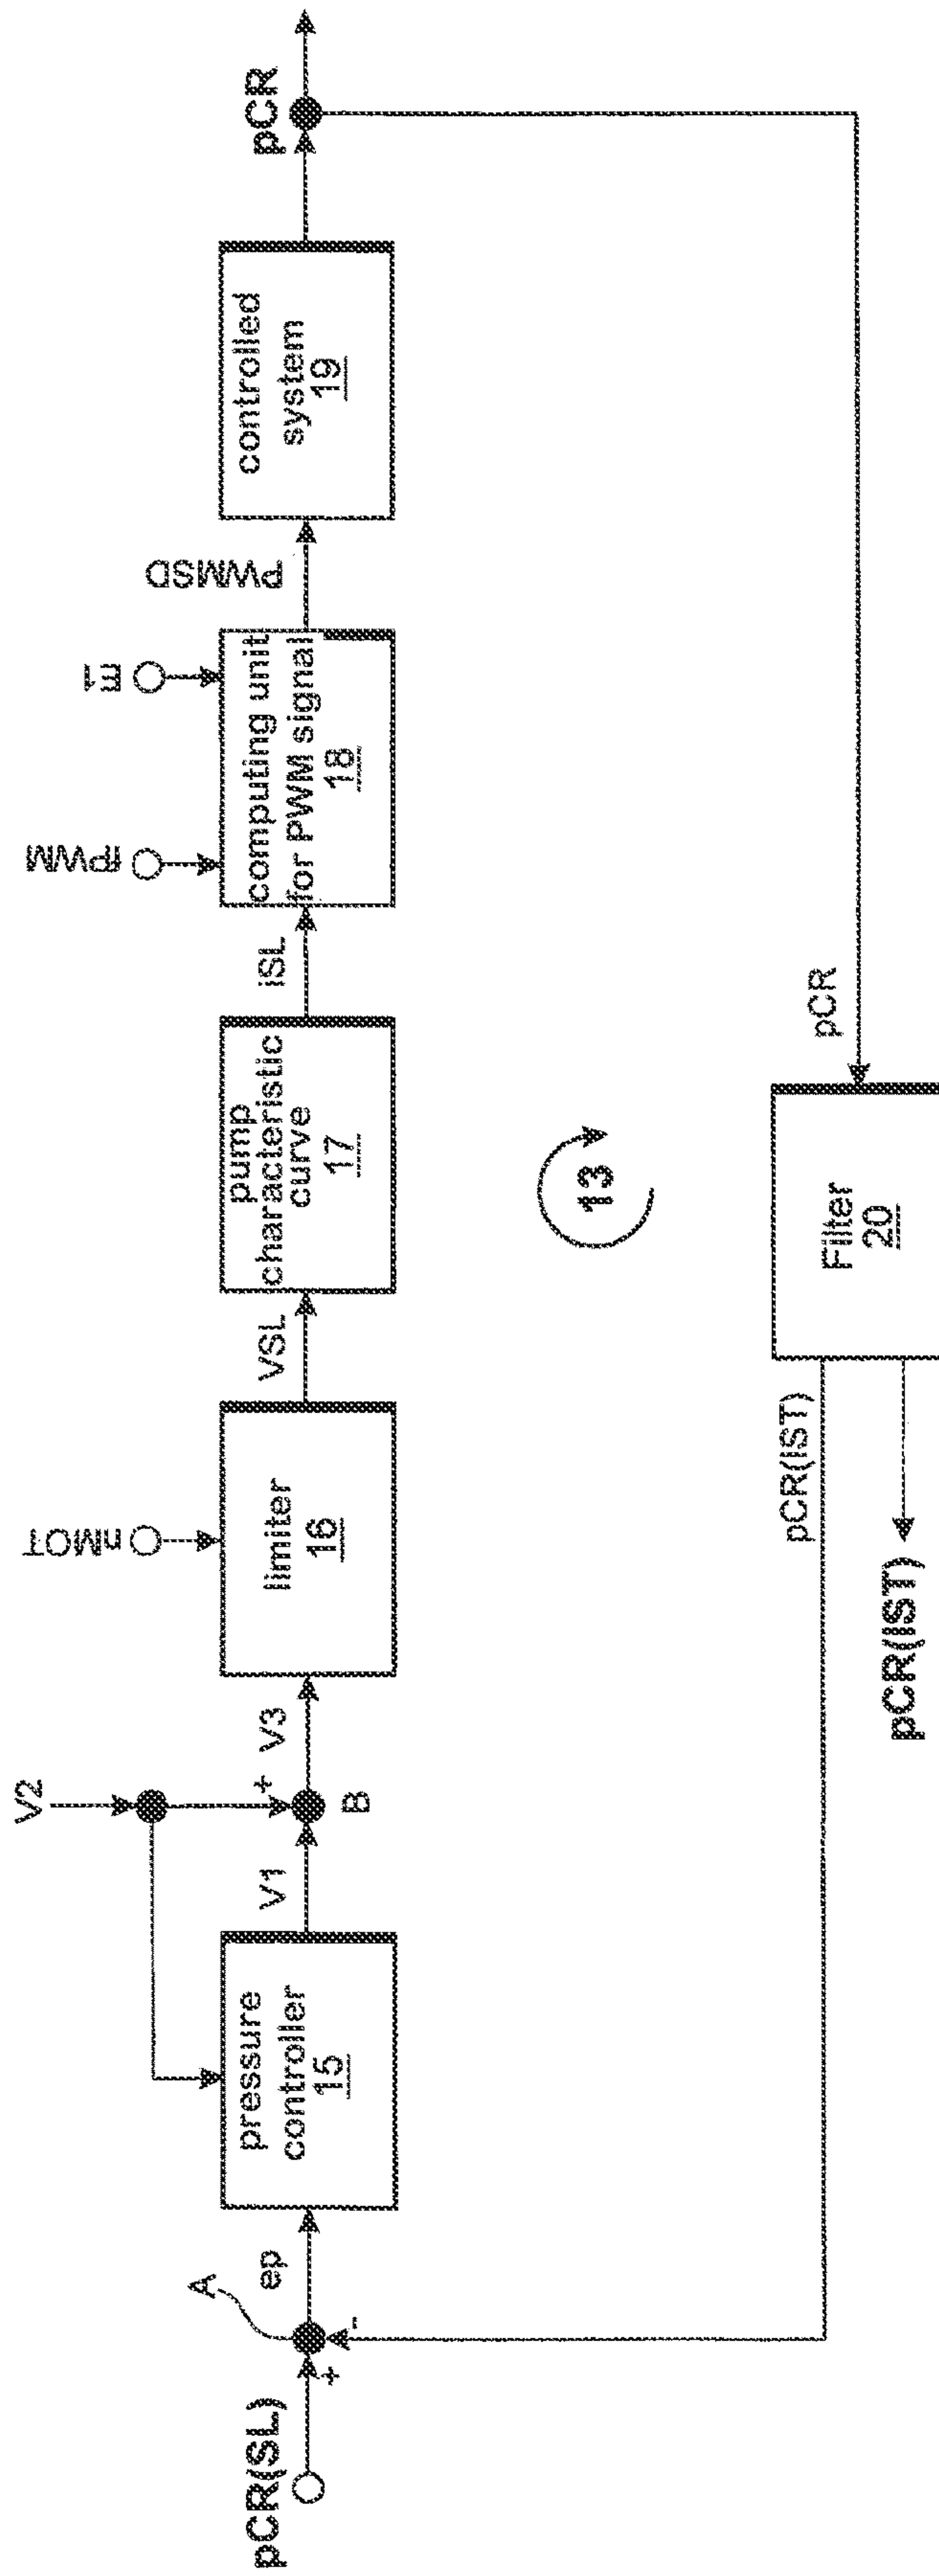 pCR(SL)
+
-
A
ep
pressure
controller
15
V1
V2
+
B
V3
nMOT
limiter
16
VSL
pump
characteristic
curve
17
iSL
fPWM
E1
computing unit
for PWM signal
18
PWMSD
controlled
system
19
pCR
13
pCR
Filter
20
pCR(IST)
pCR(IST)